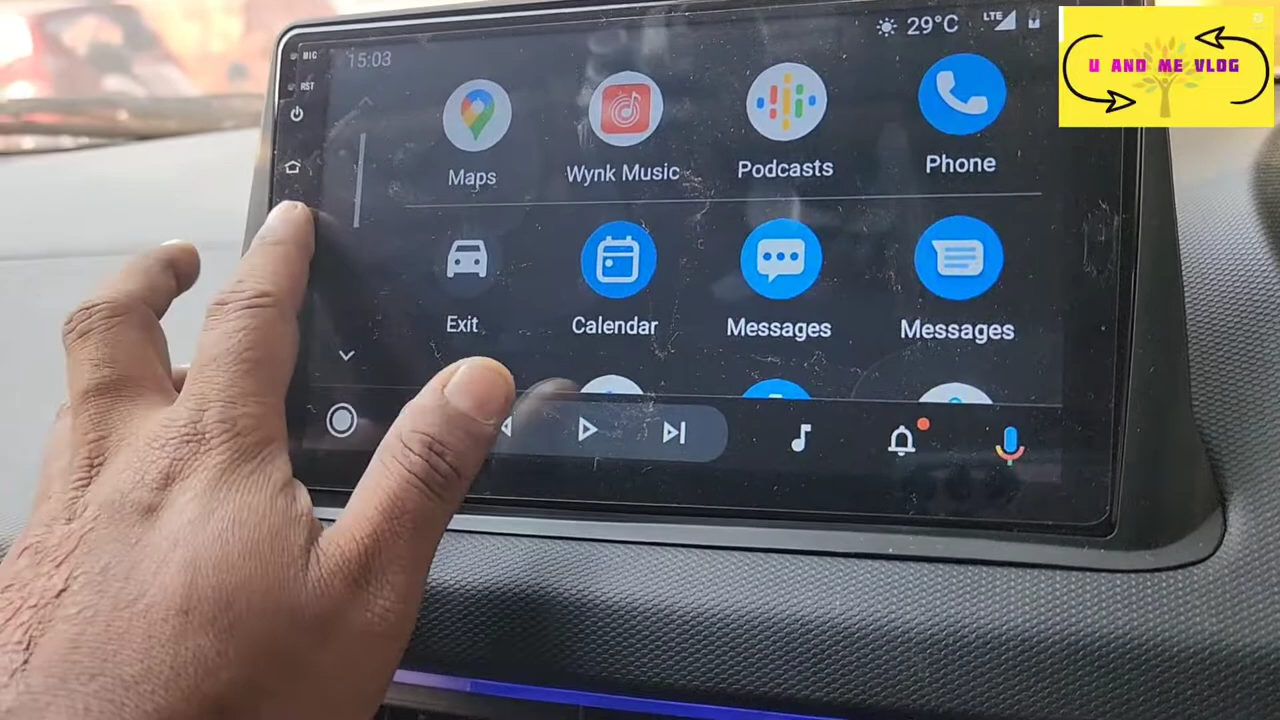 MIC
RST
15:03
29°C
LTE
U AND ME VLOG
Maps
Wynk Music
Podcasts
Phone
Exit
Calendar
Messages
Messages